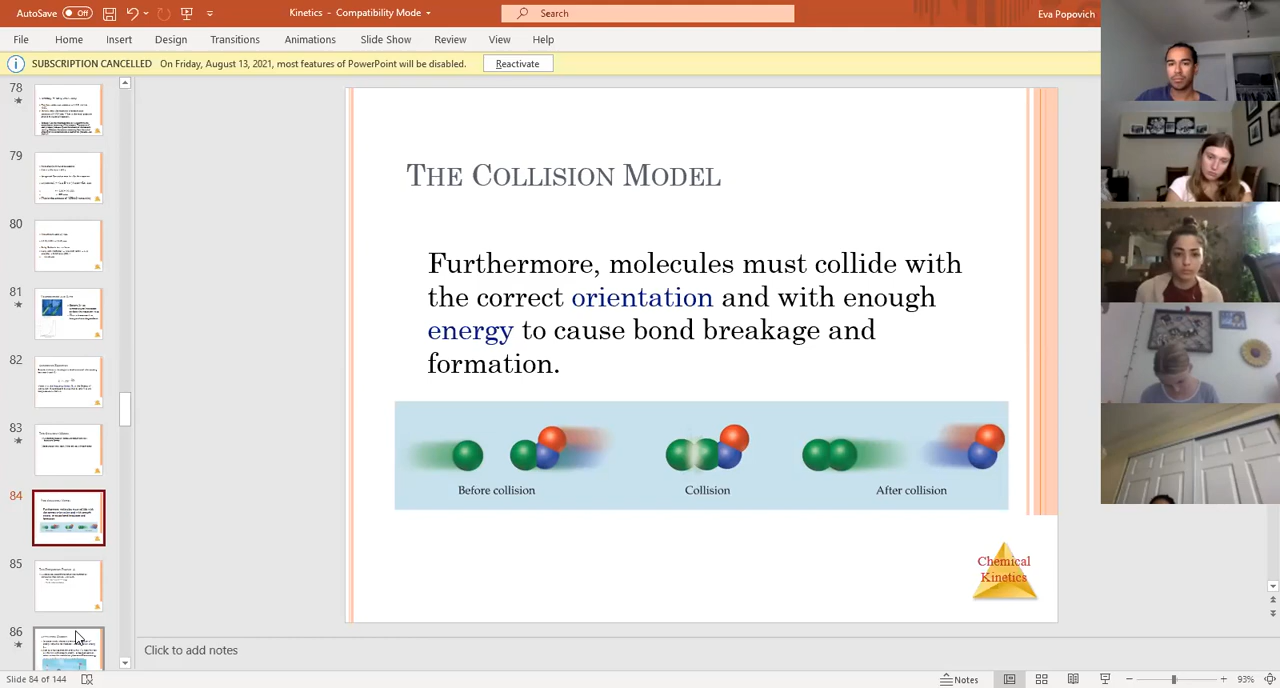 AutoSave Off Kinetics - Compatibility Mode Search Eva Popovich
File Home Insert Design Transitions Animations Slide Show Review View Help
SUBSCRIPTION CANCELLED On Friday, August 13, 2021, most features of PowerPoint will be disabled. Reactivate
78
79
80
81
82
83
84
85
86
THE COLLISION MODEL
Furthermore, molecules must collide with
the correct orientation and with enough
energy to cause bond breakage and
formation.
Before collision Collision After collision
Chemical
Kinetics
Click to add notes
Slide 84 of 144 Notes 93%